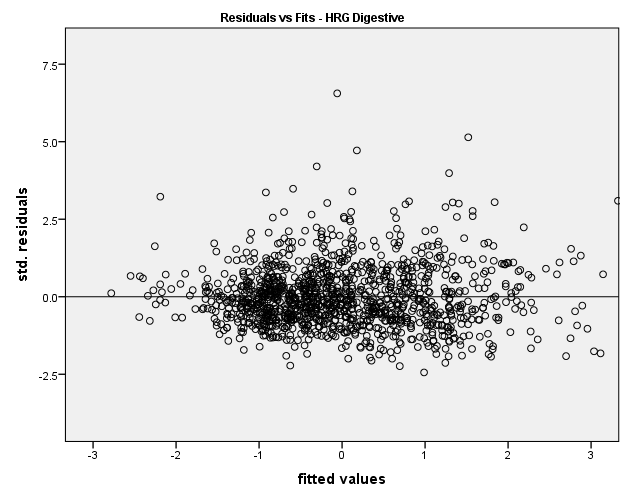 Residuals vs Fits - HRG Digestive
7.5
5.0
2.5
0.0
-2.5
std. residuals
-3 -2 -1 0 1 2 3
fitted values